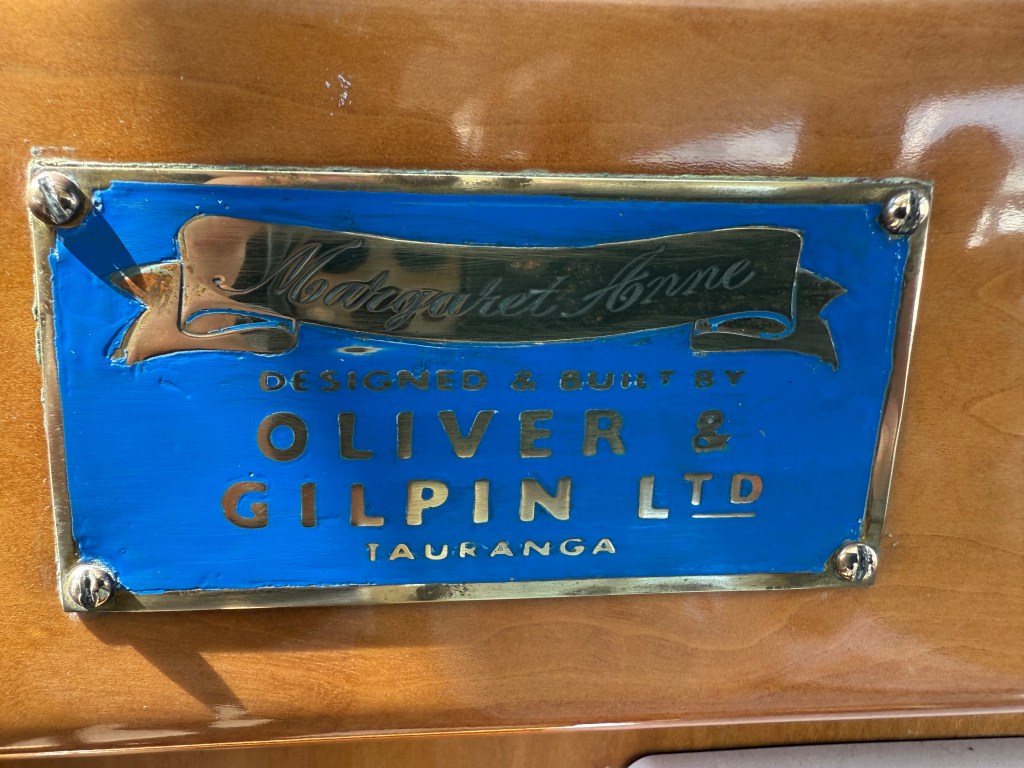 Margaret Anne
DESIGNED & BUILT BY
OLIVER &
GILPIN LTD
TAURANGA